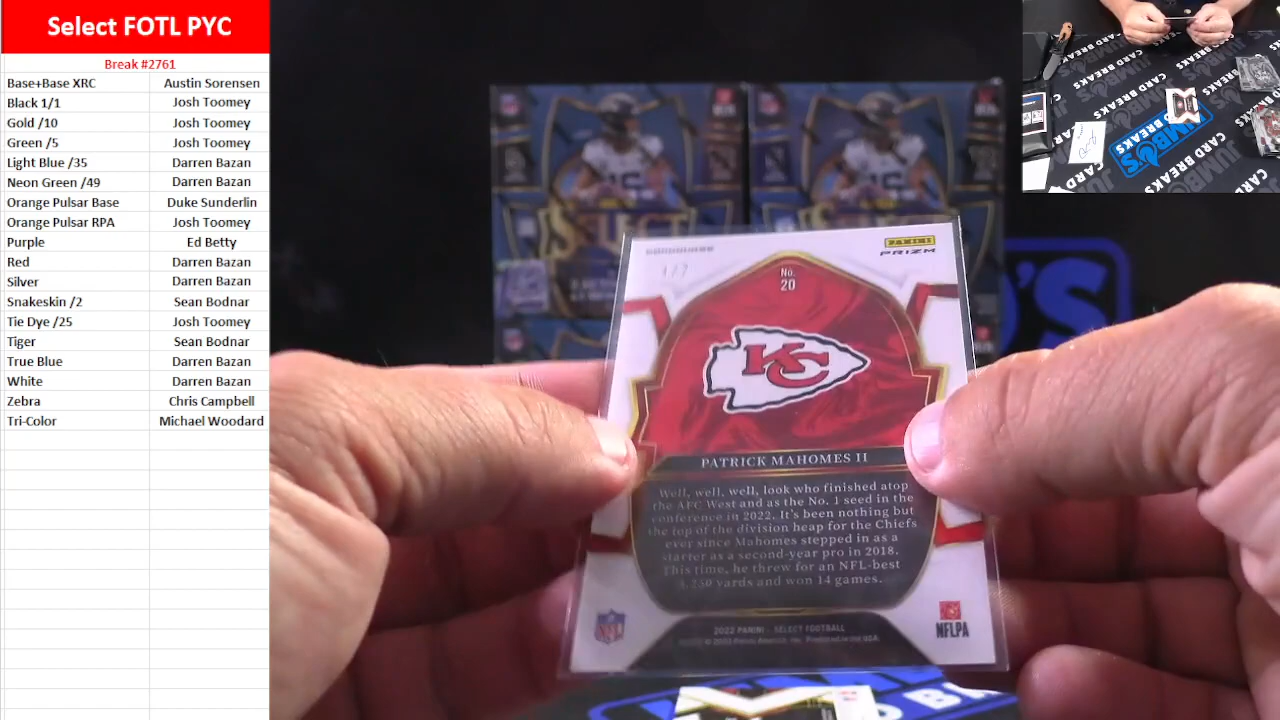 Select FOTL PYC
Break #2761
Base+Base XRC Austin Sorensen
Black 1/1 Josh Toomey
Gold /10 Josh Toomey
Green /5 Josh Toomey
Light Blue /35 Darren Bazan
Neon Green /49 Darren Bazan
Orange Pulsar Base Duke Sunderlin
Orange Pulsar RPA Josh Toomey
Purple Ed Betty
Red Darren Bazan
Silver Darren Bazan
Snakeskin /2 Sean Bodnar
Tie Dye /25 Josh Toomey
Tiger Sean Bodnar
True Blue Darren Bazan
White Darren Bazan
Zebra Chris Campbell
Tri-Color Michael Woodard
SELECT
CONCOURSE
PANINI
PRIZM
No.
20
KC
PATRICK MAHOMES II
Well, well, well, look who finished atop
the AFC West and as the No. 1 seed in the
conference in 2022. It's been nothing but
the top of the division heap for the Chiefs
ever since Mahomes stepped in as a
starter as a second-year pro in 2018.
This time, he threw for an NFL-best
5,250 yards and won 14 games.
NFL
NFLPA
2022 PANINI - SELECT FOOTBALL
JUMBO'S
CARD BREAKS